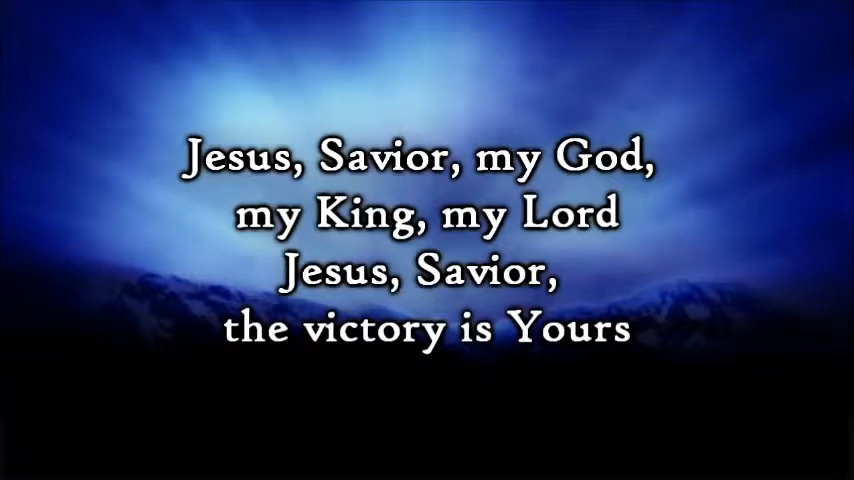 Jesus, Savior, my God,
my King, my Lord
Jesus, Savior,
the victory is Yours